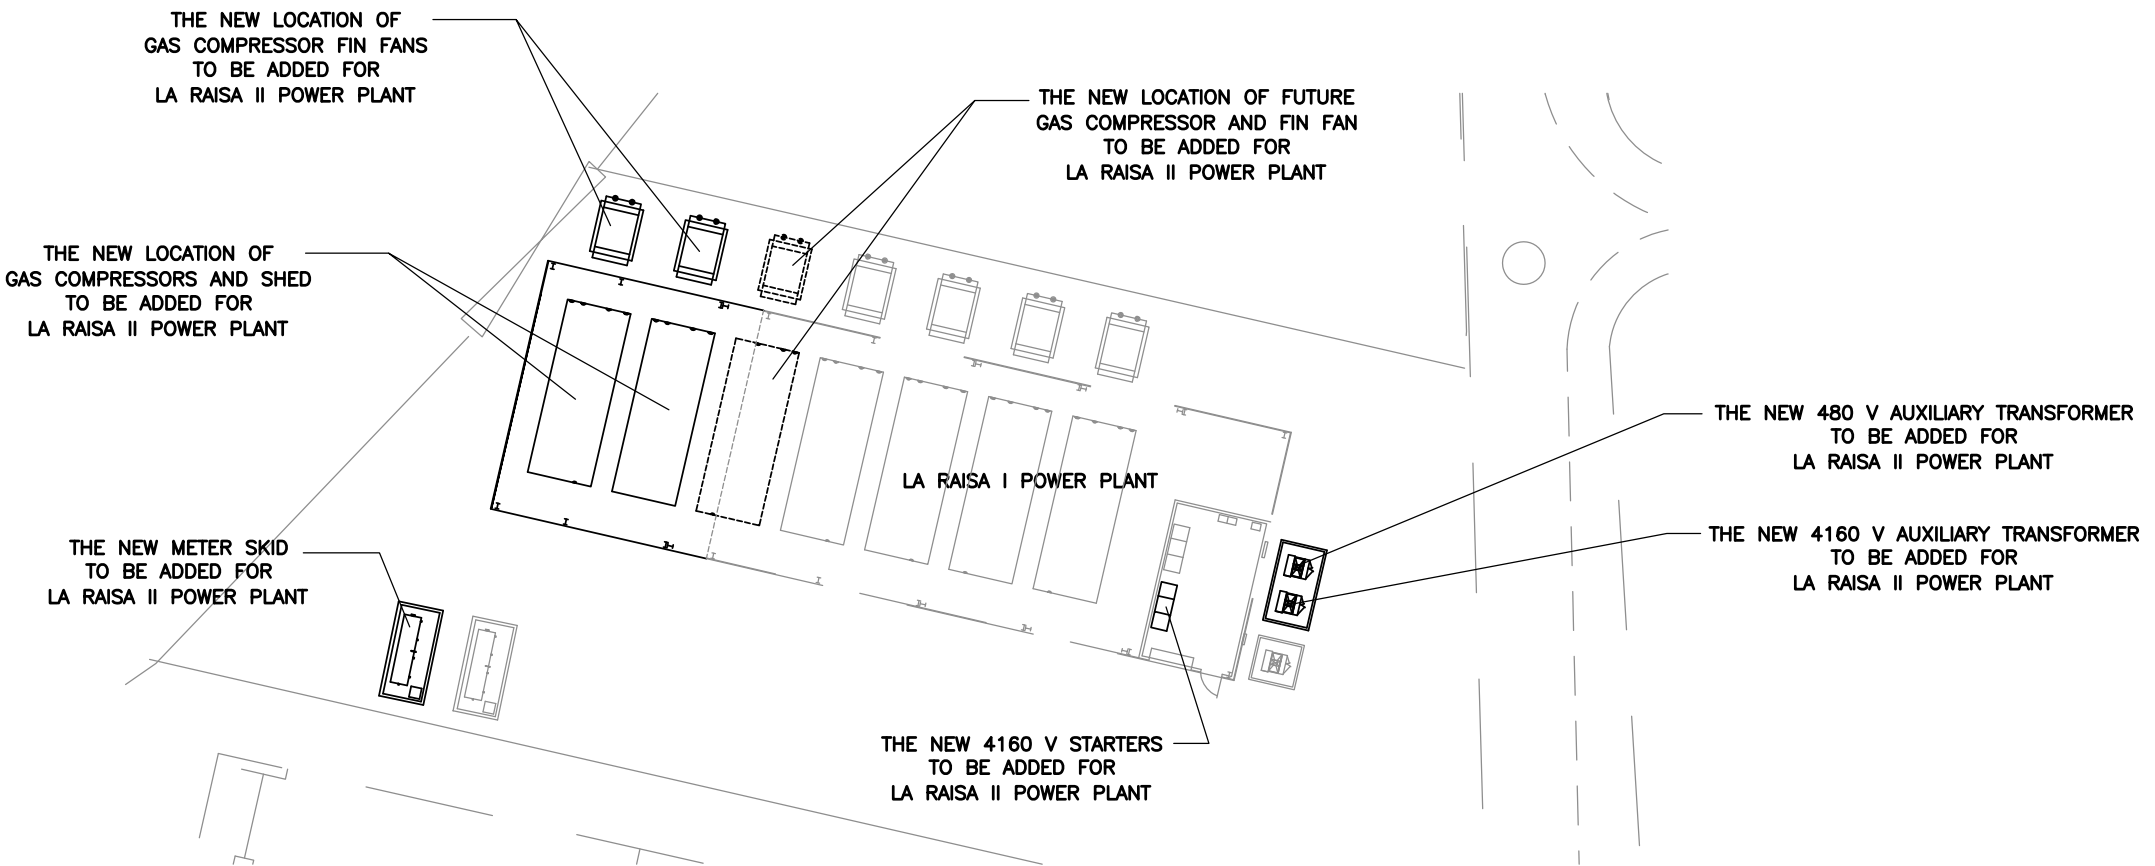 THE NEW LOCATION OF
GAS COMPRESSOR FIN FANS
TO BE ADDED FOR
LA RAISA II POWER PLANT
THE NEW LOCATION OF FUTURE
GAS COMPRESSOR AND FIN FAN
TO BE ADDED FOR
LA RAISA II POWER PLANT
THE NEW LOCATION OF
GAS COMPRESSORS AND SHED
TO BE ADDED FOR
LA RAISA II POWER PLANT
THE NEW 480 V AUXILIARY TRANSFORMER
TO BE ADDED FOR
LA RAISA II POWER PLANT
LA RAISA I POWER PLANT
THE NEW 4160 V AUXILIARY TRANSFORMER
TO BE ADDED FOR
LA RAISA II POWER PLANT
THE NEW METER SKID
TO BE ADDED FOR
LA RAISA II POWER PLANT
THE NEW 4160 V STARTERS
TO BE ADDED FOR
LA RAISA II POWER PLANT